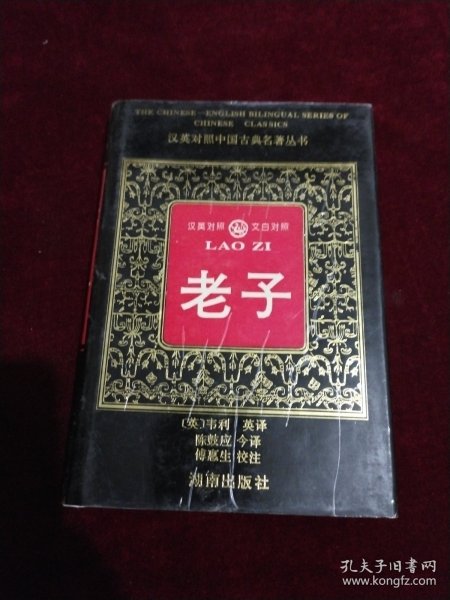 THE CHINESE—ENGLISH BILINGUAL SERIES OF
CHINESE CLASSICS
汉英对照中国古典名著丛书
汉英对照 文白对照
LAO ZI
老子
〔英〕韦利 英译
陈鼓应 今译
傅惠生 校注
湖南出版社
孔夫子旧书网
www.kongfz.com